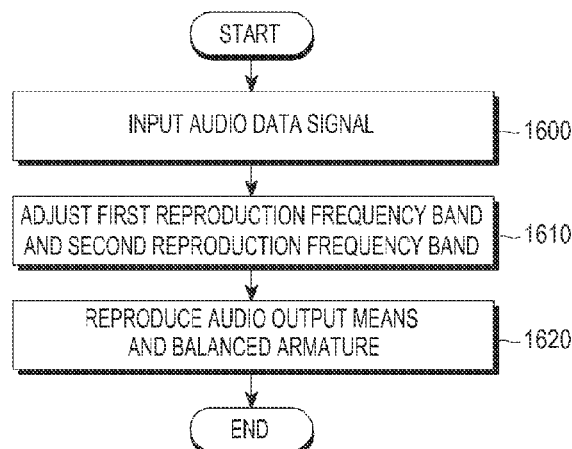 START
INPUT AUDIO DATA SIGNAL
1600
ADJUST FIRST REPRODUCTION FREQUENCY BAND
AND SECOND REPRODUCTION FREQUENCY BAND
1610
REPRODUCE AUDIO OUTPUT MEANS
AND BALANCED ARMATURE
1620
END